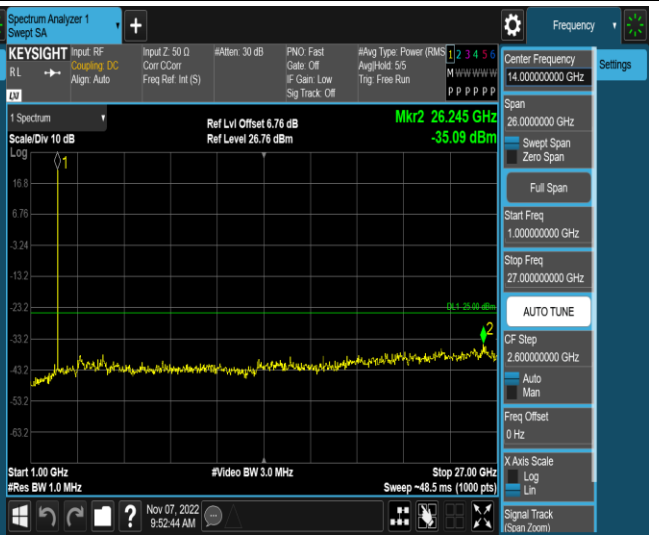 Spectrum Analyzer 1
Swept SA
Frequency
KEYSIGHT
RL
LXI
Input: RF
Coupling: DC
Align: Auto
Input Z: 50 Ω
Corr CCorr
Freq Ref: Int (S)
#Atten: 30 dB
PNO: Fast
Gate: Off
IF Gain: Low
Sig Track: Off
#Avg Type: Power (RMS
Avg|Hold: 5/5
Trig: Free Run
1 2 3 4 5 6
M W W W W W
P P P P P P
1 Spectrum
Scale/Div 10 dB
Ref Lvl Offset 6.76 dB
Ref Level 26.76 dBm
Mkr2 26.245 GHz
-35.09 dBm
Log
1
16.8
6.76
-3.24
-13.2
-23.2
DL1 -25.00 dBm
-33.2
2
-43.2
-53.2
-63.2
Start 1.00 GHz
#Res BW 1.0 MHz
#Video BW 3.0 MHz
Stop 27.00 GHz
Sweep ~48.5 ms (1000 pts)
Nov 07, 2022
9:52:44 AM
Center Frequency
14.000000000 GHz
Settings
Span
26.0000000 GHz
Swept Span
Zero Span
Full Span
Start Freq
1.000000000 GHz
Stop Freq
27.000000000 GHz
AUTO TUNE
CF Step
2.600000000 GHz
Auto
Man
Freq Offset
0 Hz
X Axis Scale
Log
Lin
Signal Track
(Span Zoom)